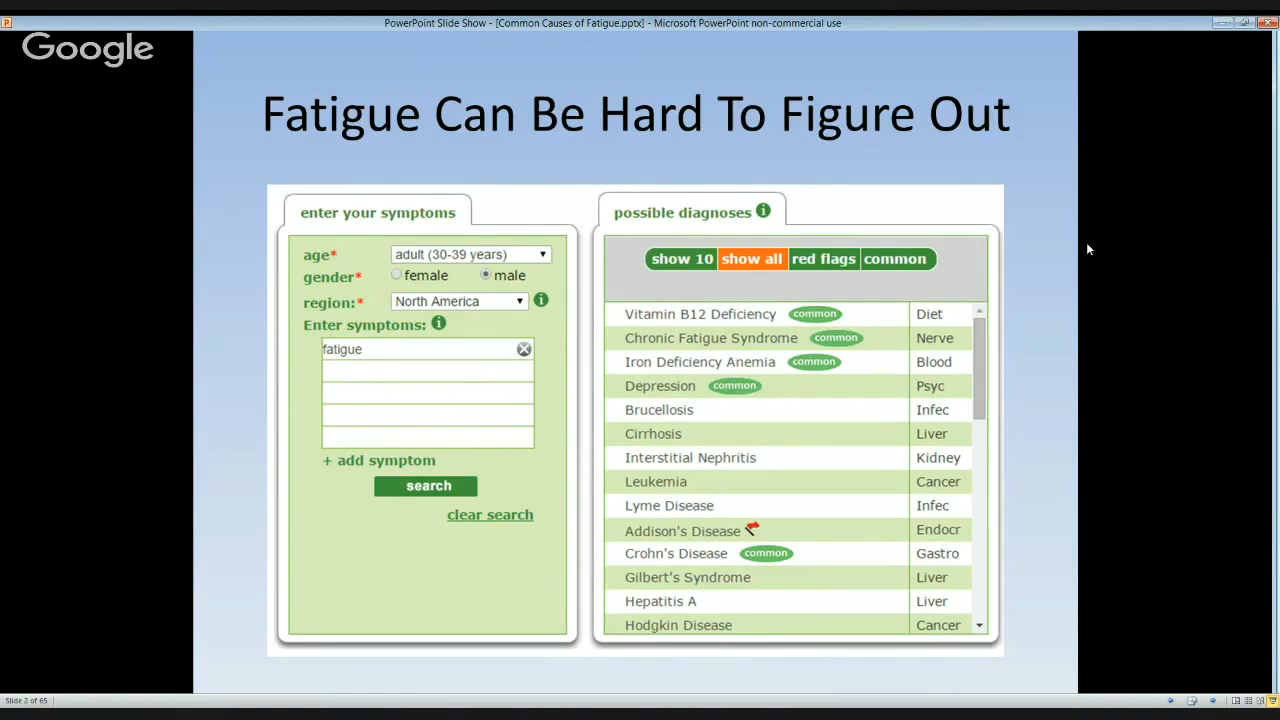 PowerPoint Slide Show - [Common Causes of Fatigue.pptx] - Microsoft PowerPoint non-commercial use
Google
Fatigue Can Be Hard To Figure Out
enter your symptoms
age* adult (30-39 years)
gender* female male
region:* North America
Enter symptoms:
fatigue
+ add symptom
search
clear search
possible diagnoses
show 10 show all red flags common
Vitamin B12 Deficiency common Diet
Chronic Fatigue Syndrome common Nerve
Iron Deficiency Anemia common Blood
Depression common Psyc
Brucellosis Infec
Cirrhosis Liver
Interstitial Nephritis Kidney
Leukemia Cancer
Lyme Disease Infec
Addison's Disease Endocr
Crohn's Disease common Gastro
Gilbert's Syndrome Liver
Hepatitis A Liver
Hodgkin Disease Cancer
Slide 2 of 65